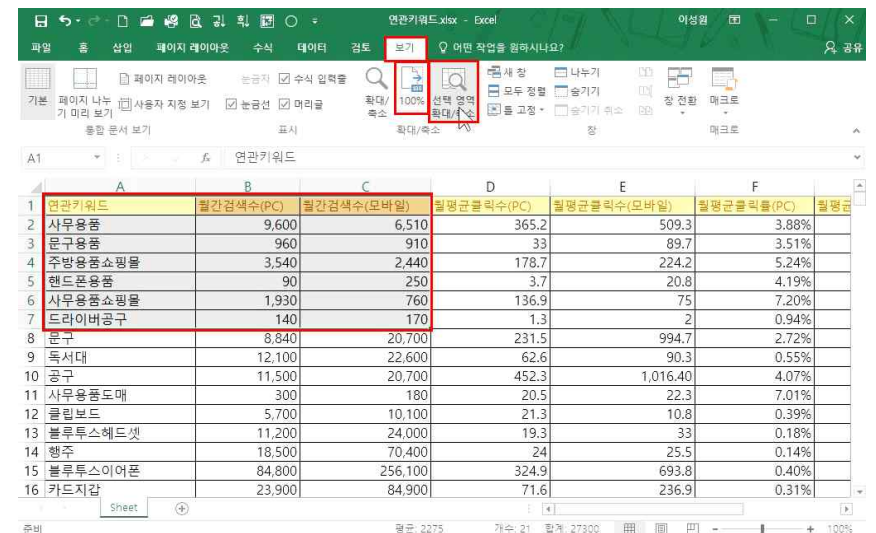 연관키워드.xlsx - Excel 이성원
파일 홈 삽입 페이지 레이아웃 수식 데이터 검토 보기 어떤 작업을 원하시나요? 공유
페이지 레이아웃 눈금자 수식 입력줄 새 창 나누기
기본 페이지 나누기 미리 보기 사용자 지정 보기 눈금선 머리글 확대/축소 100% 선택 영역 확대/축소 모두 정렬 숨기기 창 전환 매크로
틀 고정 숨기기 취소
통합 문서 보기 표시 확대/축소 창 매크로
A1 fx 연관키워드
A B C D E F
1 연관키워드 월간검색수(PC) 월간검색수(모바일) 월평균클릭수(PC) 월평균클릭수(모바일) 월평균클릭률(PC) 월평균
2 사무용품 9,600 6,510 365.2 509.3 3.88%
3 문구용품 960 910 33 89.7 3.51%
4 주방용품쇼핑몰 3,540 2,440 178.7 224.2 5.24%
5 핸드폰용품 90 250 3.7 20.8 4.19%
6 사무용품쇼핑몰 1,930 760 136.9 75 7.20%
7 드라이버공구 140 170 1.3 2 0.94%
8 문구 8,840 20,700 231.5 994.7 2.72%
9 독서대 12,100 22,600 62.6 90.3 0.55%
10 공구 11,500 20,700 452.3 1,016.40 4.07%
11 사무용품도매 300 180 20.5 22.3 7.01%
12 클립보드 5,700 10,100 21.3 10.8 0.39%
13 블루투스헤드셋 11,200 24,000 19.3 33 0.18%
14 행주 18,500 70,400 24 25.5 0.14%
15 블루투스이어폰 84,800 256,100 324.9 693.8 0.40%
16 카드지갑 23,900 84,900 71.6 236.9 0.31%
Sheet
준비 평균: 2275 개수: 21 합계: 27300 100%